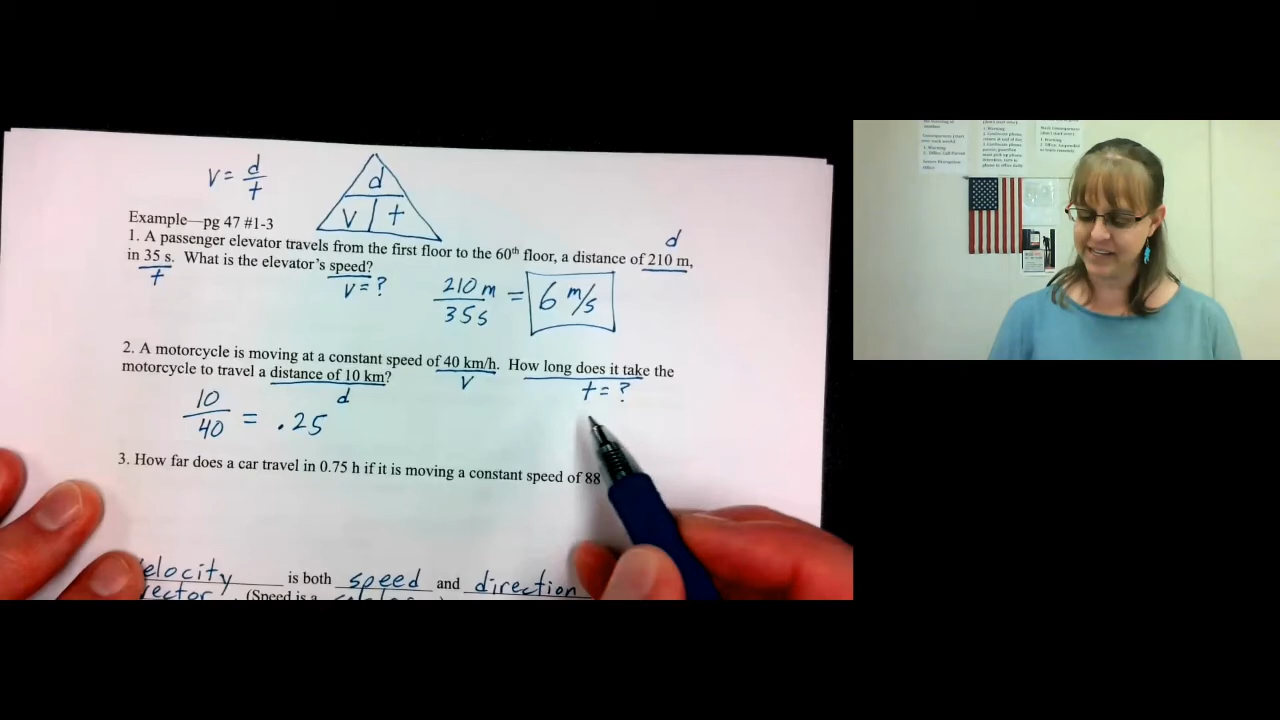 v = d/t
d
v | t
Example—pg 47 #1-3
d
1. A passenger elevator travels from the first floor to the 60th floor, a distance of 210 m,
in 35 s. What is the elevator's speed?
t
v = ?
210 m / 35 s = 6 m/s
2. A motorcycle is moving at a constant speed of 40 km/h. How long does it take the
motorcycle to travel a distance of 10 km?
v
t = ?
d
10/40 = .25
3. How far does a car travel in 0.75 h if it is moving a constant speed of 88
elocity is both speed and direction
ector. (Speed is a